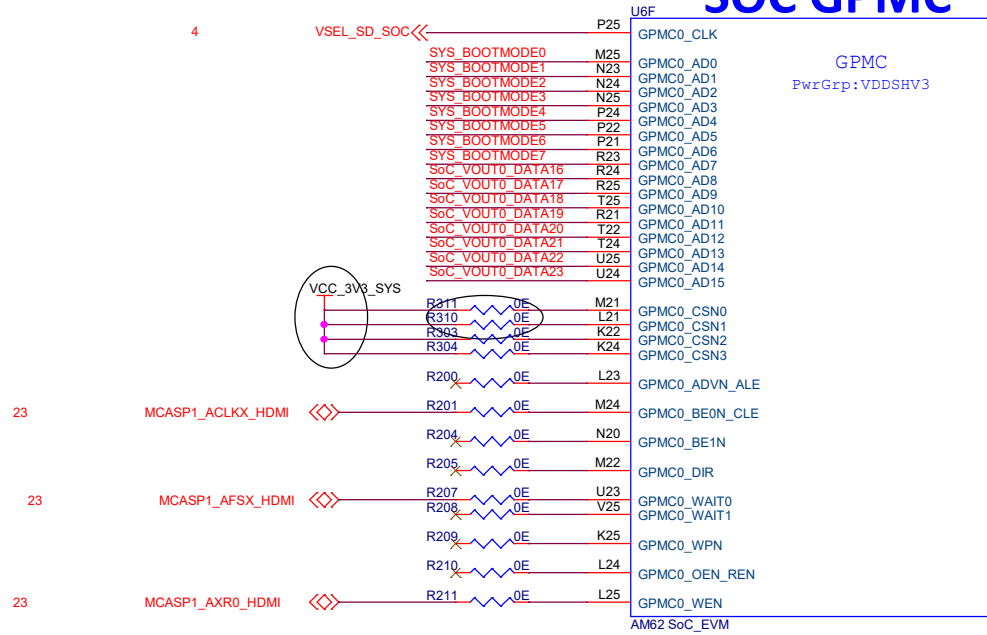 SOC GPMC
U6F
4 VSEL_SD_SOC P25 GPMC0_CLK
GPMC
PwrGrp:VDDSHV3
SYS_BOOTMODE0 M25 GPMC0_AD0
SYS_BOOTMODE1 N23 GPMC0_AD1
SYS_BOOTMODE2 N24 GPMC0_AD2
SYS_BOOTMODE3 N25 GPMC0_AD3
SYS_BOOTMODE4 P24 GPMC0_AD4
SYS_BOOTMODE5 P22 GPMC0_AD5
SYS_BOOTMODE6 P21 GPMC0_AD6
SYS_BOOTMODE7 R23 GPMC0_AD7
SoC_VOUT0_DATA16 R24 GPMC0_AD8
SoC_VOUT0_DATA17 R25 GPMC0_AD9
SoC_VOUT0_DATA18 T25 GPMC0_AD10
SoC_VOUT0_DATA19 R21 GPMC0_AD11
SoC_VOUT0_DATA20 T22 GPMC0_AD12
SoC_VOUT0_DATA21 T24 GPMC0_AD13
SoC_VOUT0_DATA22 U25 GPMC0_AD14
SoC_VOUT0_DATA23 U24 GPMC0_AD15
VCC_3V3_SYS
R311 0E M21 GPMC0_CSN0
R310 0E L21 GPMC0_CSN1
R303 0E K22 GPMC0_CSN2
R304 0E K24 GPMC0_CSN3
R200 0E L23 GPMC0_ADVN_ALE
23 MCASP1_ACLKX_HDMI R201 0E M24 GPMC0_BE0N_CLE
R204 0E N20 GPMC0_BE1N
R205 0E M22 GPMC0_DIR
23 MCASP1_AFSX_HDMI R207 0E U23 GPMC0_WAIT0
R208 0E V25 GPMC0_WAIT1
R209 0E K25 GPMC0_WPN
R210 0E L24 GPMC0_OEN_REN
23 MCASP1_AXR0_HDMI R211 0E L25 GPMC0_WEN
AM62 SoC_EVM